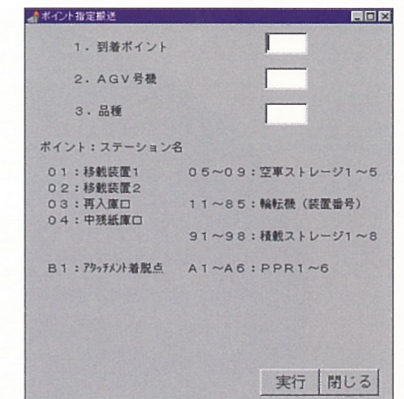 ポイント指定搬送
1．到着ポイント
2．AGV号機
3．品種
ポイント：ステーション名
01：移載装置1 05〜09：空車ストレージ1〜5
02：移載装置2
03：再入庫口 11〜85：輪転機（装置番号）
04：中残紙庫口
91〜98：積載ストレージ1〜8
B1：ｱﾀｯﾁﾒﾝﾄ着脱点 A1〜A6：PPR1〜6
実行 閉じる